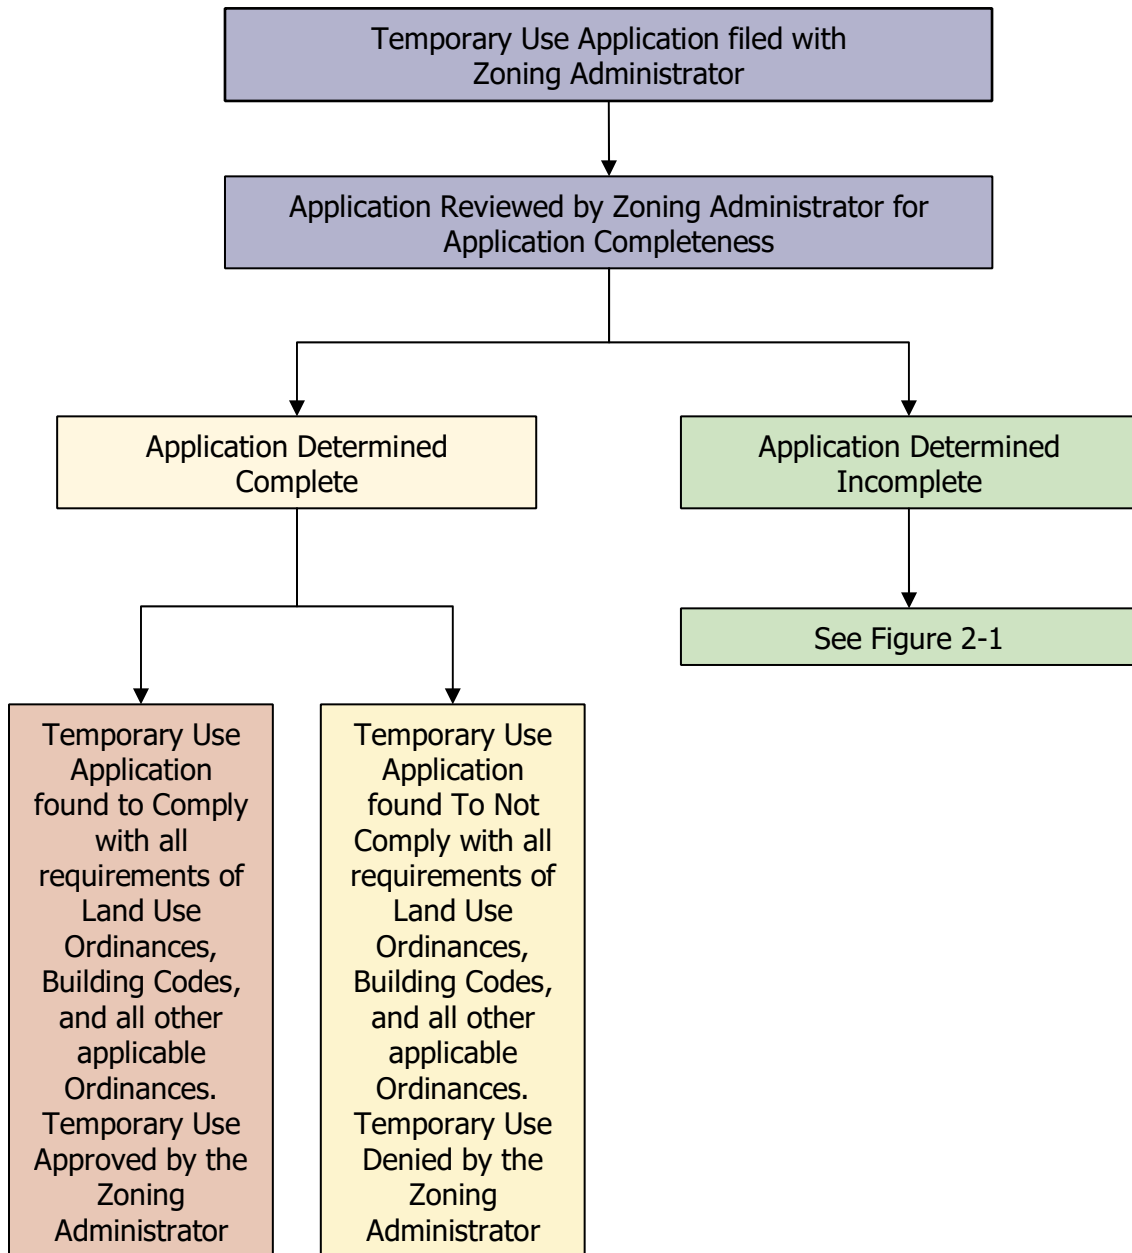 Temporary Use Application filed with
Zoning Administrator
Application Reviewed by Zoning Administrator for
Application Completeness
Application Determined
Complete
Application Determined
Incomplete
See Figure 2-1
Temporary Use
Application
found to Comply
with all
requirements of
Land Use
Ordinances,
Building Codes,
and all other
applicable
Ordinances.
Temporary Use
Approved by the
Zoning
Administrator
Temporary Use
Application
found To Not
Comply with all
requirements of
Land Use
Ordinances,
Building Codes,
and all other
applicable
Ordinances.
Temporary Use
Denied by the
Zoning
Administrator